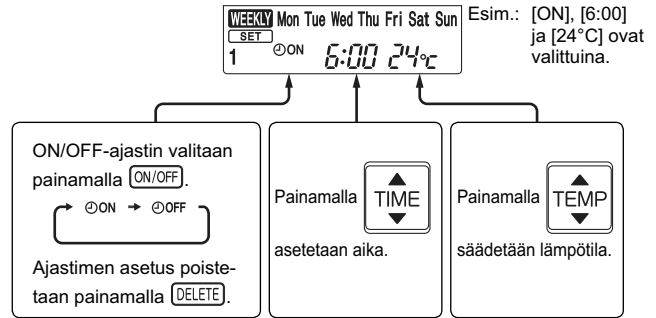 WEEKLY Mon Tue Wed Thu Fri Sat Sun
SET
1 ON 6:00 24°C
Esim.: [ON], [6:00]
ja [24°C] ovat
valittuina.
ON/OFF-ajastin valitaan
painamalla ON/OFF.
ON → OFF
Ajastimen asetus poiste-
taan painamalla DELETE.
Painamalla TIME
asetetaan aika.
Painamalla TEMP
säädetään lämpötila.